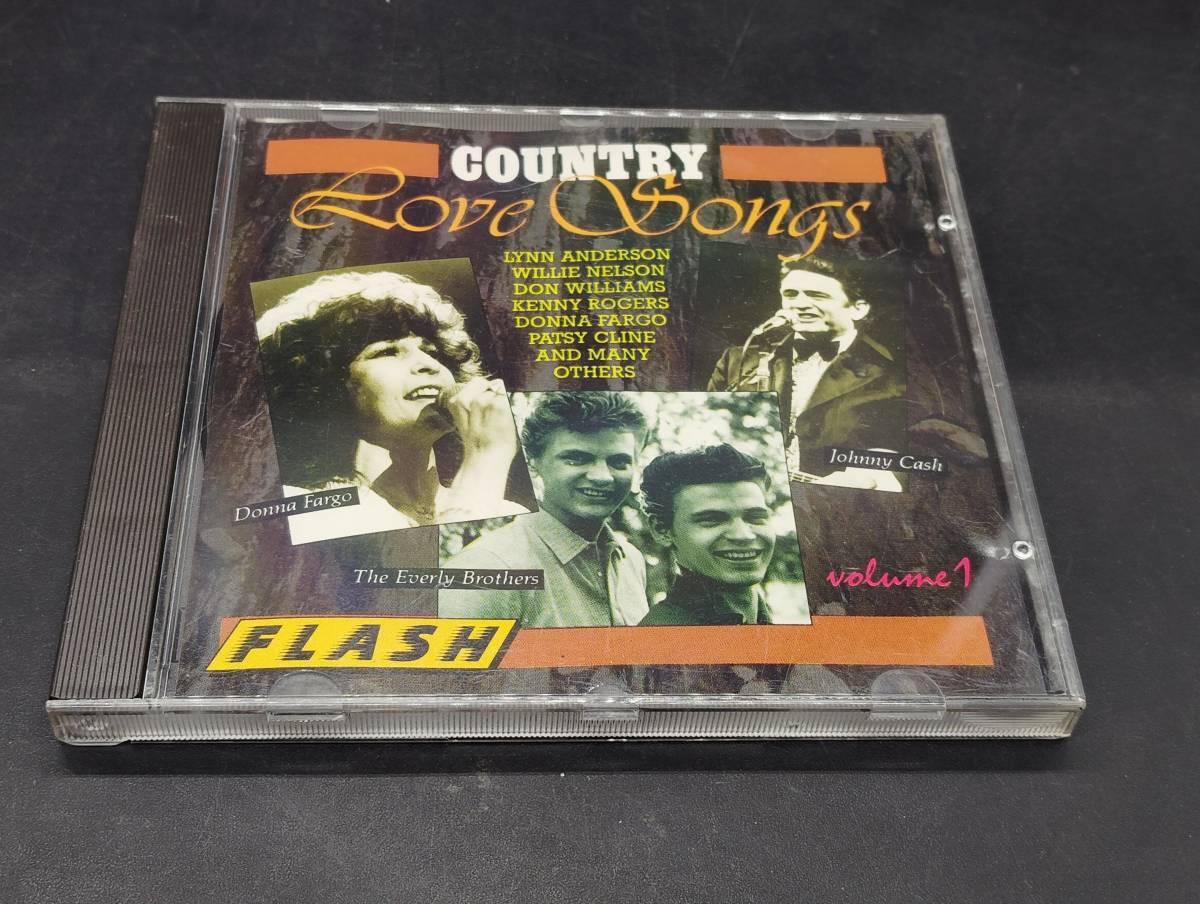 COUNTRY
Love Songs
LYNN ANDERSON
WILLIE NELSON
DON WILLIAMS
KENNY ROGERS
DONNA FARGO
PATSY CLINE
AND MANY
OTHERS
Johnny Cash
Donna Fargo
The Everly Brothers
volume 1
FLASH